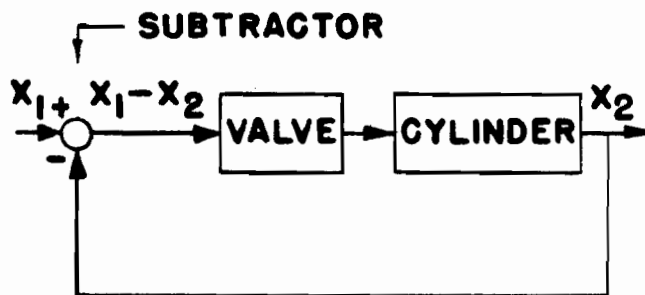 SUBTRACTOR
X1+ X1-X2 X2
- VALVE CYLINDER